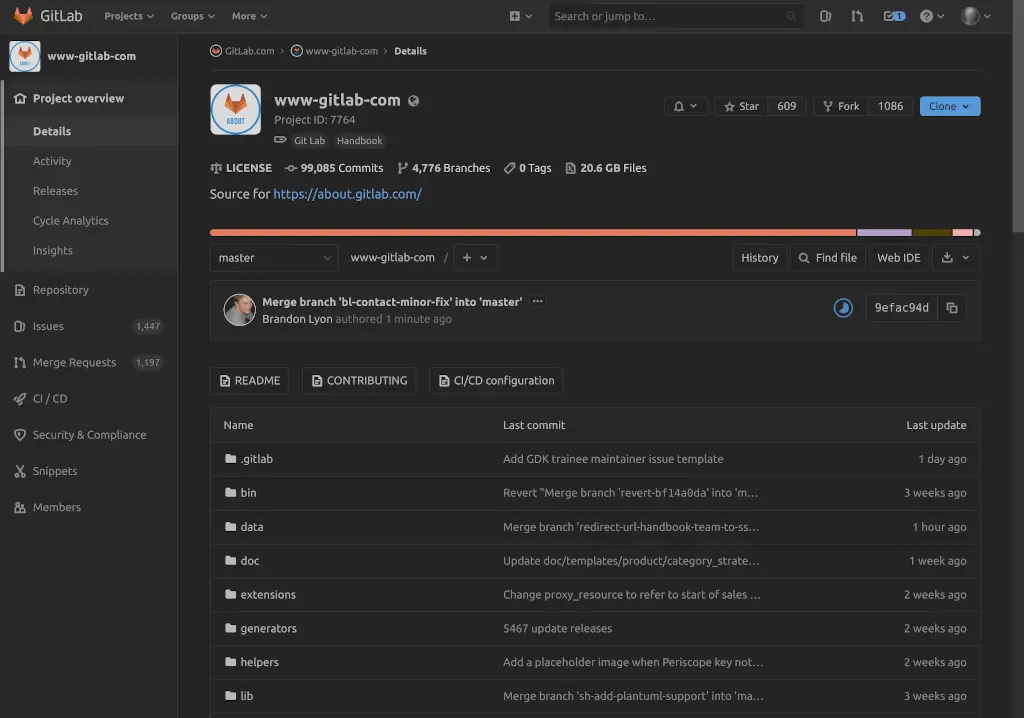 GitLab Projects Groups More Search or jump to... 1
www-gitlab-com
GitLab.com › www-gitlab-com › Details
Project overview
Details
Activity
Releases
Cycle Analytics
Insights
Repository
Issues 1,447
Merge Requests 1,197
CI / CD
Security & Compliance
Snippets
Members
ABOUT
www-gitlab-com
Project ID: 7764
Git Lab Handbook
Star 609 Fork 1086 Clone
LICENSE 99,085 Commits 4,776 Branches 0 Tags 20.6 GB Files
Source for https://about.gitlab.com/
master www-gitlab-com / + History Find file Web IDE
Merge branch 'bl-contact-minor-fix' into 'master' ...
Brandon Lyon authored 1 minute ago
9efac94d
README CONTRIBUTING CI/CD configuration
Name Last commit Last update
.gitlab Add GDK trainee maintainer issue template 1 day ago
bin Revert "Merge branch 'revert-bf14a0da' into 'm... 3 weeks ago
data Merge branch 'redirect-url-handbook-team-to-ss... 1 hour ago
doc Update doc/templates/product/category_strate... 1 week ago
extensions Change proxy_resource to refer to start of sales ... 2 weeks ago
generators 5467 update releases 2 weeks ago
helpers Add a placeholder image when Periscope key not... 2 weeks ago
lib Merge branch 'sh-add-plantuml-support' into 'ma... 3 weeks ago